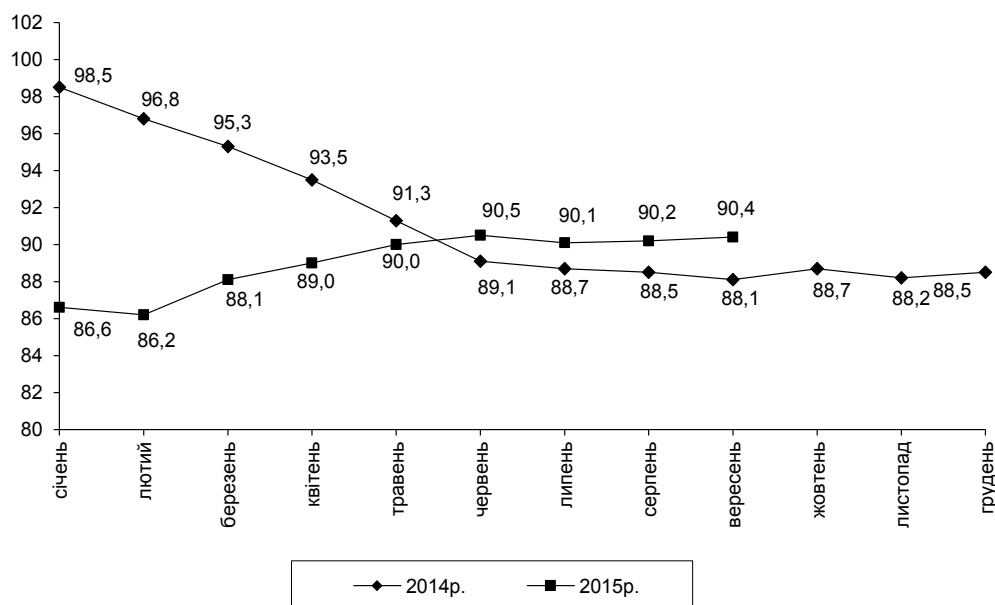 102
100
98
96
94
92
90
88
86
84
82
80
98,5
96,8
95,3
93,5
91,3
89,1
88,7
88,5
88,1
88,7
88,2
88,5
86,6
86,2
88,1
89,0
90,0
90,5
90,1
90,2
90,4
січень
лютий
березень
квітень
травень
червень
липень
серпень
вересень
жовтень
листопад
грудень
2014р.
2015р.